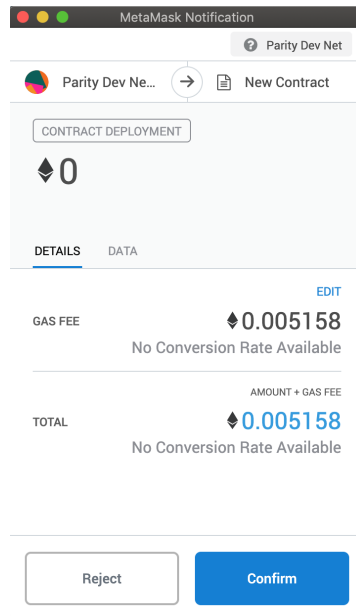 MetaMask Notification
Parity Dev Net
Parity Dev Ne...
New Contract
CONTRACT DEPLOYMENT
0
DETAILS DATA
EDIT
GAS FEE 0.005158
No Conversion Rate Available
AMOUNT + GAS FEE
TOTAL 0.005158
No Conversion Rate Available
Reject Confirm